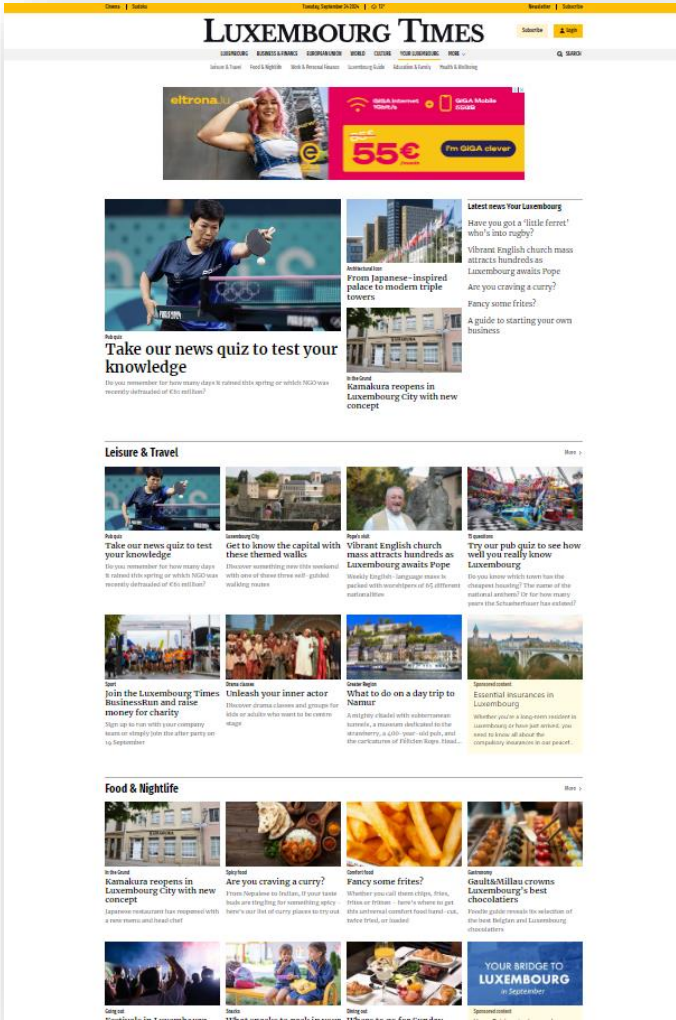 Cinema | Sudoku
Tuesday, September 24 2024 | 12°
Newsletter | Subscribe
LUXEMBOURG TIMES
Subscribe
Login
LUXEMBOURG BUSINESS & FINANCE EUROPEAN UNION WORLD CULTURE YOUR LUXEMBOURG MORE
SEARCH
Leisure & Travel Food & Nightlife Work & Personal Finance Luxembourg Guide Education & Family Health & Wellbeing
eltrona.lu
GIGA Internet
1Gbit/s
GIGA Mobile
55GB
55€
/month
I'm GIGA clever
Pub quiz
Take our news quiz to test your
knowledge
Do you remember for how many days it rained this spring or which NGO was
recently defrauded of €61 million?
Architectural icon
From Japanese-inspired
palace to modern triple
towers
In the Grund
Kamakura reopens in
Luxembourg City with new
concept
Latest news Your Luxembourg
Have you got a 'little ferret'
who's into rugby?
Vibrant English church mass
attracts hundreds as
Luxembourg awaits Pope
Are you craving a curry?
Fancy some frites?
A guide to starting your own
business
Leisure & Travel
More
Pub quiz
Take our news quiz to test
your knowledge
Do you remember for how many days
it rained this spring or which NGO was
recently defrauded of €61 million?
Luxembourg City
Get to know the capital with
these themed walks
Discover something new this weekend
with one of these three self-guided
walking routes
Pope's visit
Vibrant English church
mass attracts hundreds as
Luxembourg awaits Pope
Weekly English-language mass is
packed with worshipers of 65 different
nationalities
15 questions
Try our pub quiz to see how
well you really know
Luxembourg
Do you know which town has the
cheapest housing? The name of the
national anthem? Or for how many
years the Schueberfouer has existed?
Sport
Join the Luxembourg Times
BusinessRun and raise
money for charity
Sign up to run with your company
team or simply join the after party on
19 September
Drama classes
Unleash your inner actor
Discover drama classes and groups for
kids or adults who want to be centre
stage
Greater Region
What to do on a day trip to
Namur
A mighty citadel with subterranean
tunnels, a museum dedicated to the
strawberry, a 400-year-old pub, and
the caricatures of Félicien Rops.
Sponsored content
Essential insurances in
Luxembourg
Whether you're a long-term resident in
Luxembourg or have just arrived, you
need to know all about the
compulsory insurances in our
Food & Nightlife
More
In the Grund
Kamakura reopens in
Luxembourg City with new
concept
Japanese restaurant has reopened with
a new menu and head chef
Spicy food
Are you craving a curry?
From Nepalese to Indian, if your taste
buds are tingling for something spicy -
here's our list of curry places to try out
Comfort food
Fancy some frites?
Whether you call them chips, fries,
frites or fritten - here's where to get
this universal comfort food hand-cut,
twice fried, or loaded
Gastronomy
Gault&Millau crowns
Luxembourg's best
chocolatiers
Foodie guide reveals its selection of
the best Belgian and Luxembourg
chocolatiers
Going out
Festivals in Luxembourg
Snacks
What snacks to pack in your
Dining out
Where to go for Sunday
YOUR BRIDGE TO
LUXEMBOURG
in September
Sponsored content